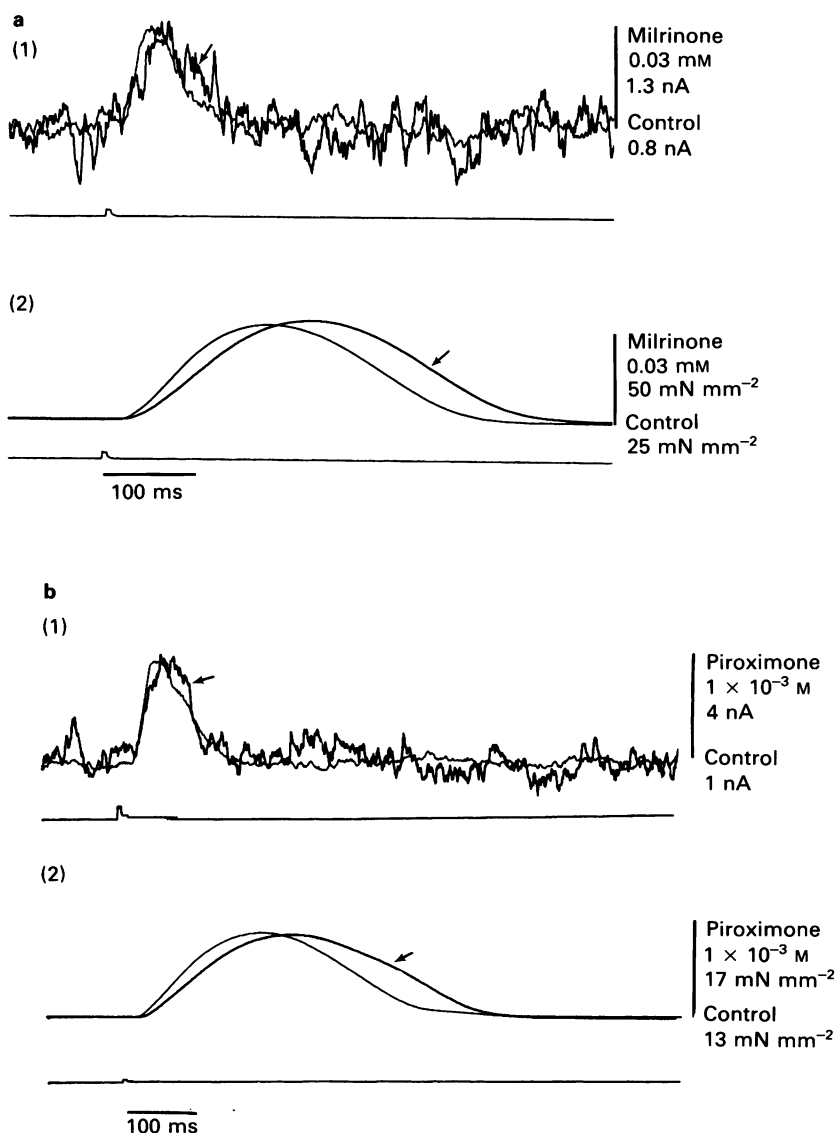 a
(1)
Milrinone
0.03 mM
1.3 nA
Control
0.8 nA
(2)
Milrinone
0.03 mM
50 mN mm⁻²
Control
25 mN mm⁻²
100 ms
b
(1)
Piroximone
1 × 10⁻³ M
4 nA
Control
1 nA
(2)
Piroximone
1 × 10⁻³ M
17 mN mm⁻²
Control
13 mN mm⁻²
100 ms